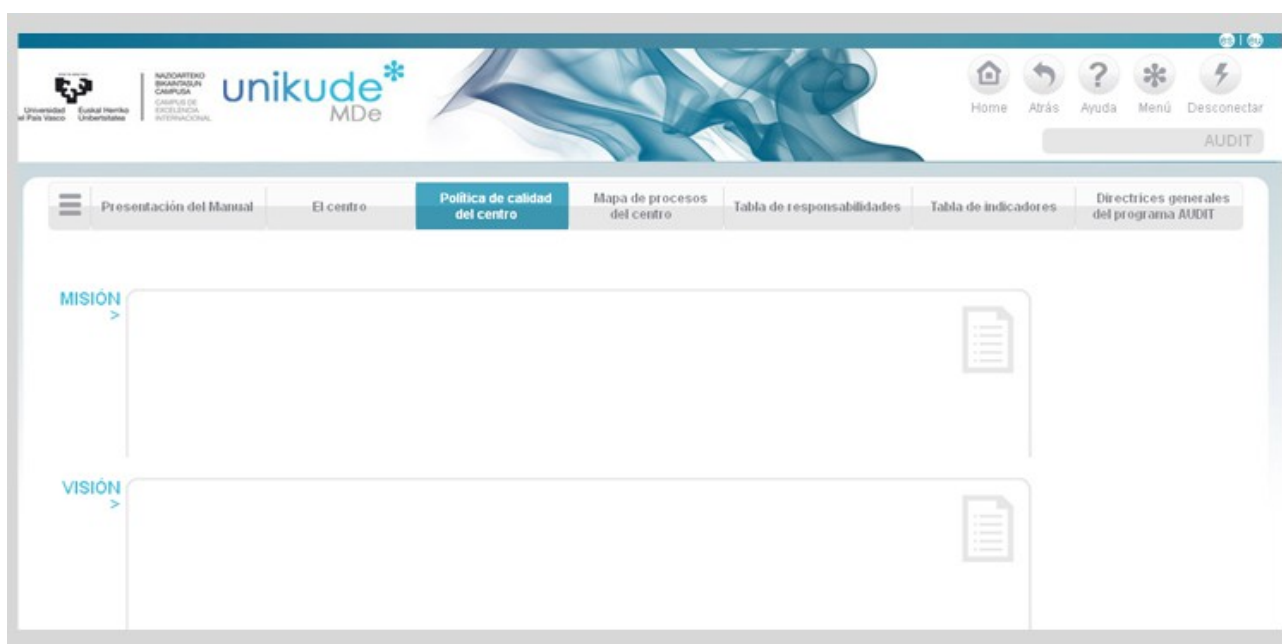 es | eu
Universidad
del País Vasco
Euskal Herriko
Unibertsitatea
NAZIOARTEKO
BIKAINTASUN
CAMPUSA
CAMPUS DE
EXCELENCIA
INTERNACIONAL
unikude*
MDe
Home Atrás Ayuda Menú Desconectar
AUDIT
Presentación del Manual
El centro
Política de calidad
del centro
Mapa de procesos
del centro
Tabla de responsabilidades
Tabla de indicadores
Directrices generales
del programa AUDIT
MISIÓN
>
VISIÓN
>